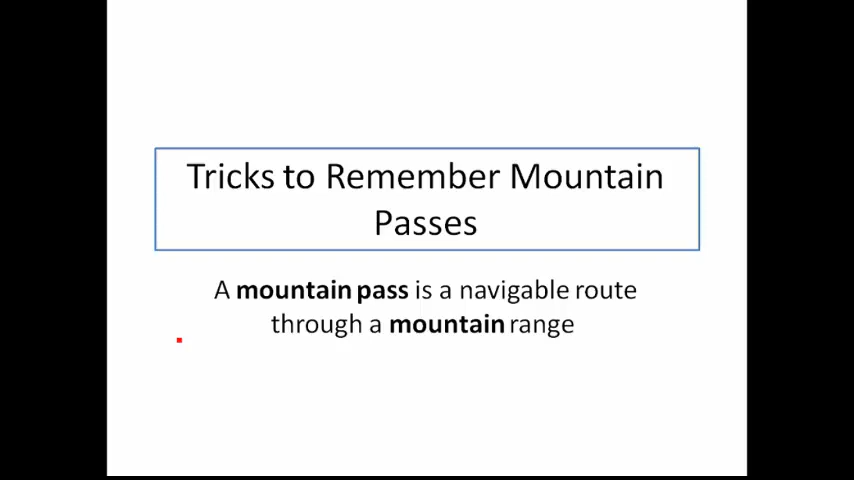 Tricks to Remember Mountain
Passes
A mountain pass is a navigable route
through a mountain range